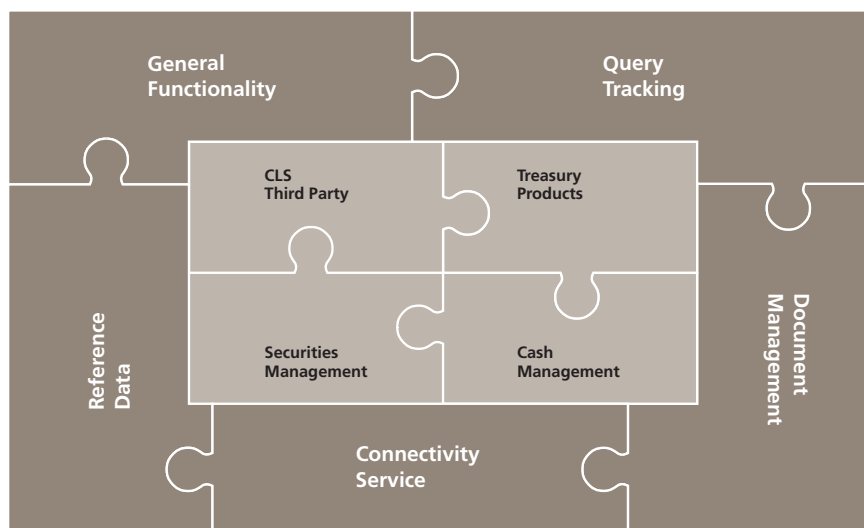 General
Functionality
Query
Tracking
CLS
Third Party
Treasury
Products
Reference
Data
Securities
Management
Cash
Management
Document
Management
Connectivity
Service